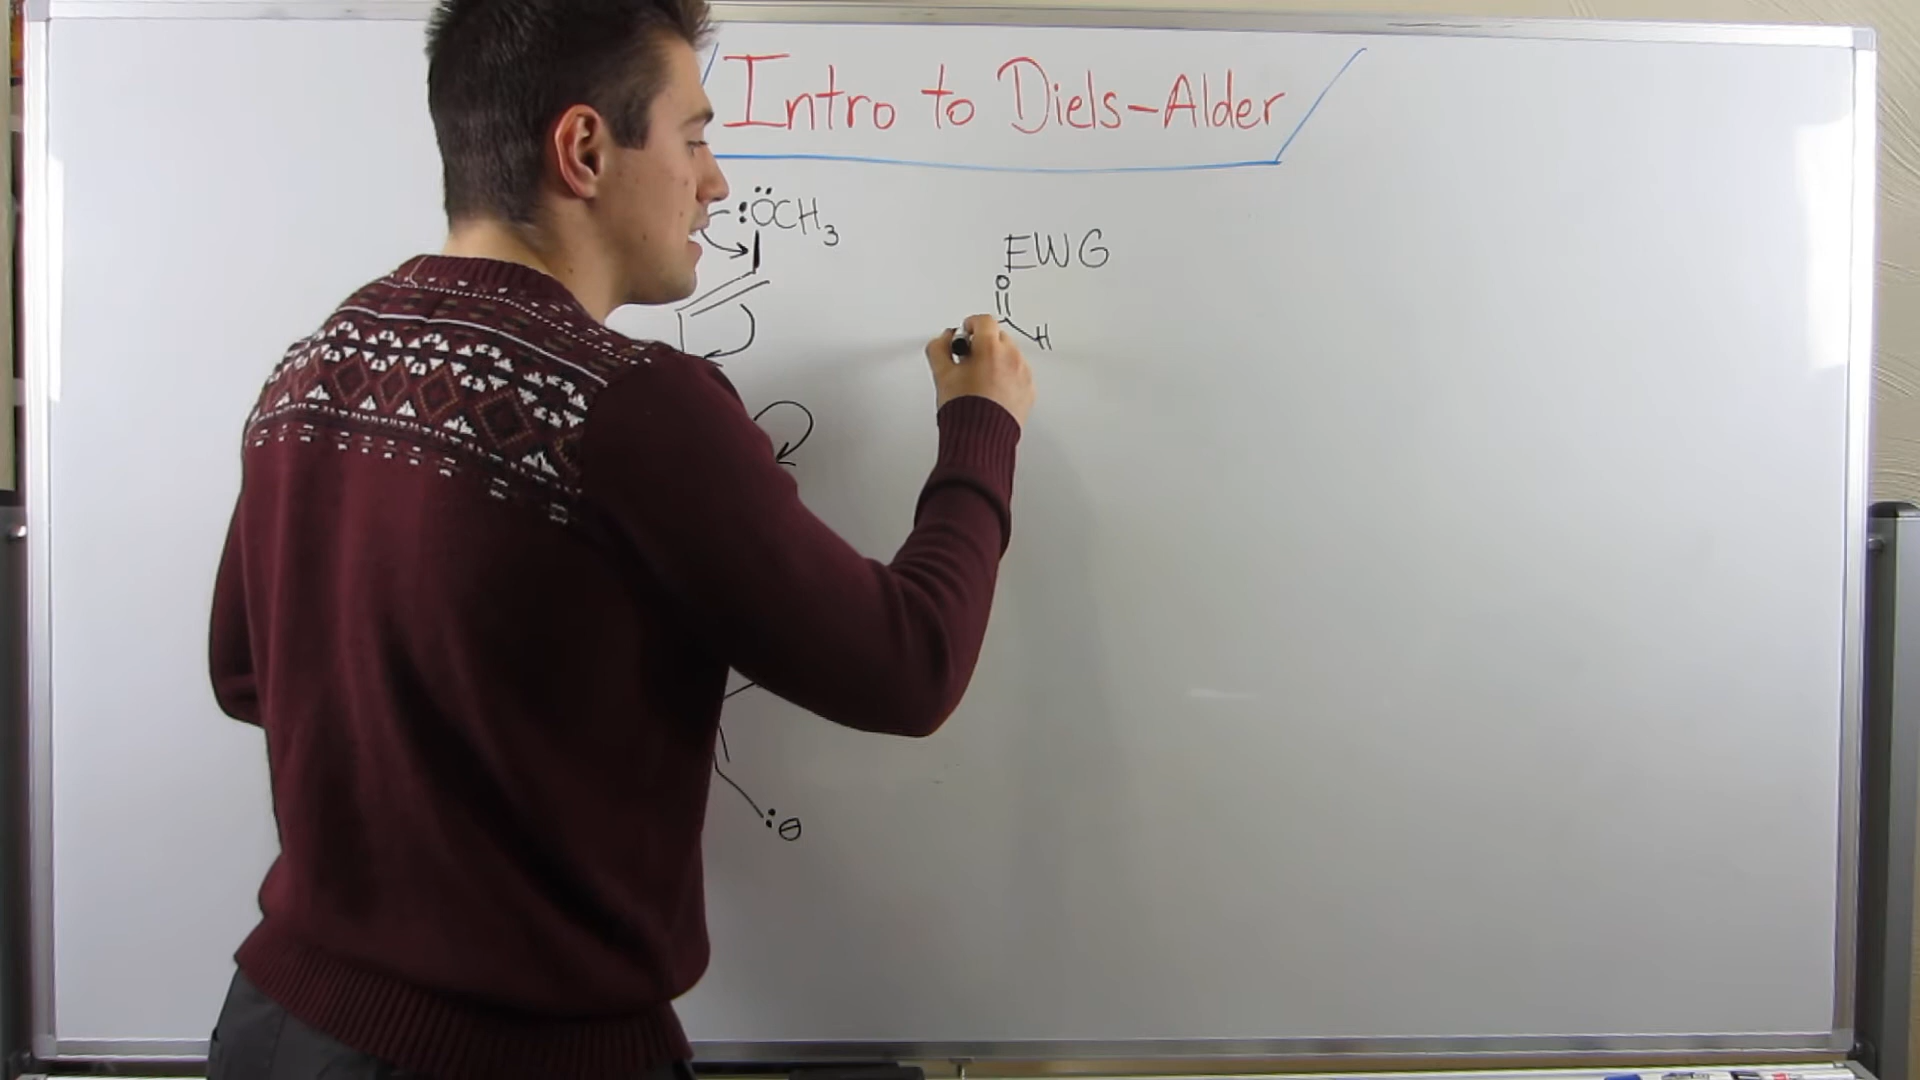 Intro to Diels-Alder
:ÖCH₃
EWG
O
H
:⊖